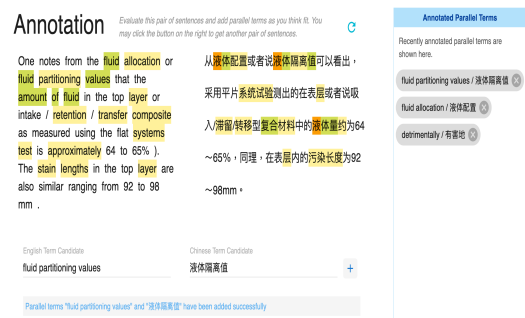 Annotation
Evaluate this pair of sentences and add parallel terms as you think fit. You
may click the button on the right to get another pair of sentences.
One notes from the fluid allocation or
fluid partitioning values that the
amount of fluid in the top layer or
intake / retention / transfer composite
as measured using the flat systems
test is approximately 64 to 65% ).
The stain lengths in the top layer are
also similar ranging from 92 to 98
mm .
从液体配置或者说液体隔离值可以看出，
采用平片系统试验测出的在表层或者说吸
入/滞留/转移型复合材料中的液体量约为64
～65%，同理，在表层内的污染长度为92
～98mm。
English Term Candidate
fluid partitioning values
Chinese Term Candidate
液体隔离值
+
Parallel terms "fluid partitioning values" and "液体隔离值" have been added successfully
Annotated Parallel Terms
Recently annotated parallel terms are
shown here.
fluid partitioning values / 液体隔离值
fluid allocation / 液体配置
detrimentally / 有害地